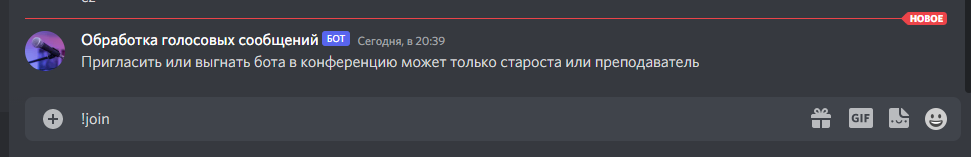 НОВОЕ
Обработка голосовых сообщений БОТ Сегодня, в 20:39
Пригласить или выгнать бота в конференцию может только староста или преподаватель
!join
GIF